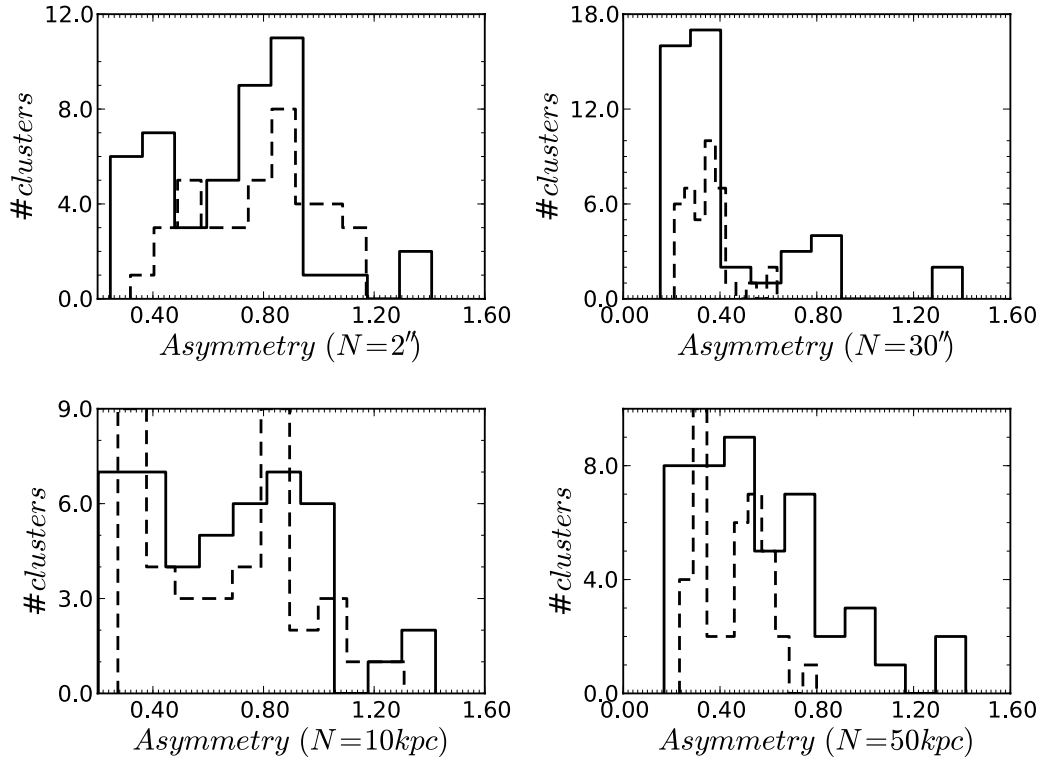 12.0
8.0
4.0
0.0
#clusters
0.40 0.80 1.20 1.60
Asymmetry (N=2″)
18.0
12.0
6.0
0.0
#clusters
0.00 0.40 0.80 1.20 1.60
Asymmetry (N=30″)
9.0
6.0
3.0
0.0
#clusters
0.40 0.80 1.20 1.60
Asymmetry (N=10kpc)
8.0
4.0
0.0
#clusters
0.00 0.40 0.80 1.20 1.60
Asymmetry (N=50kpc)